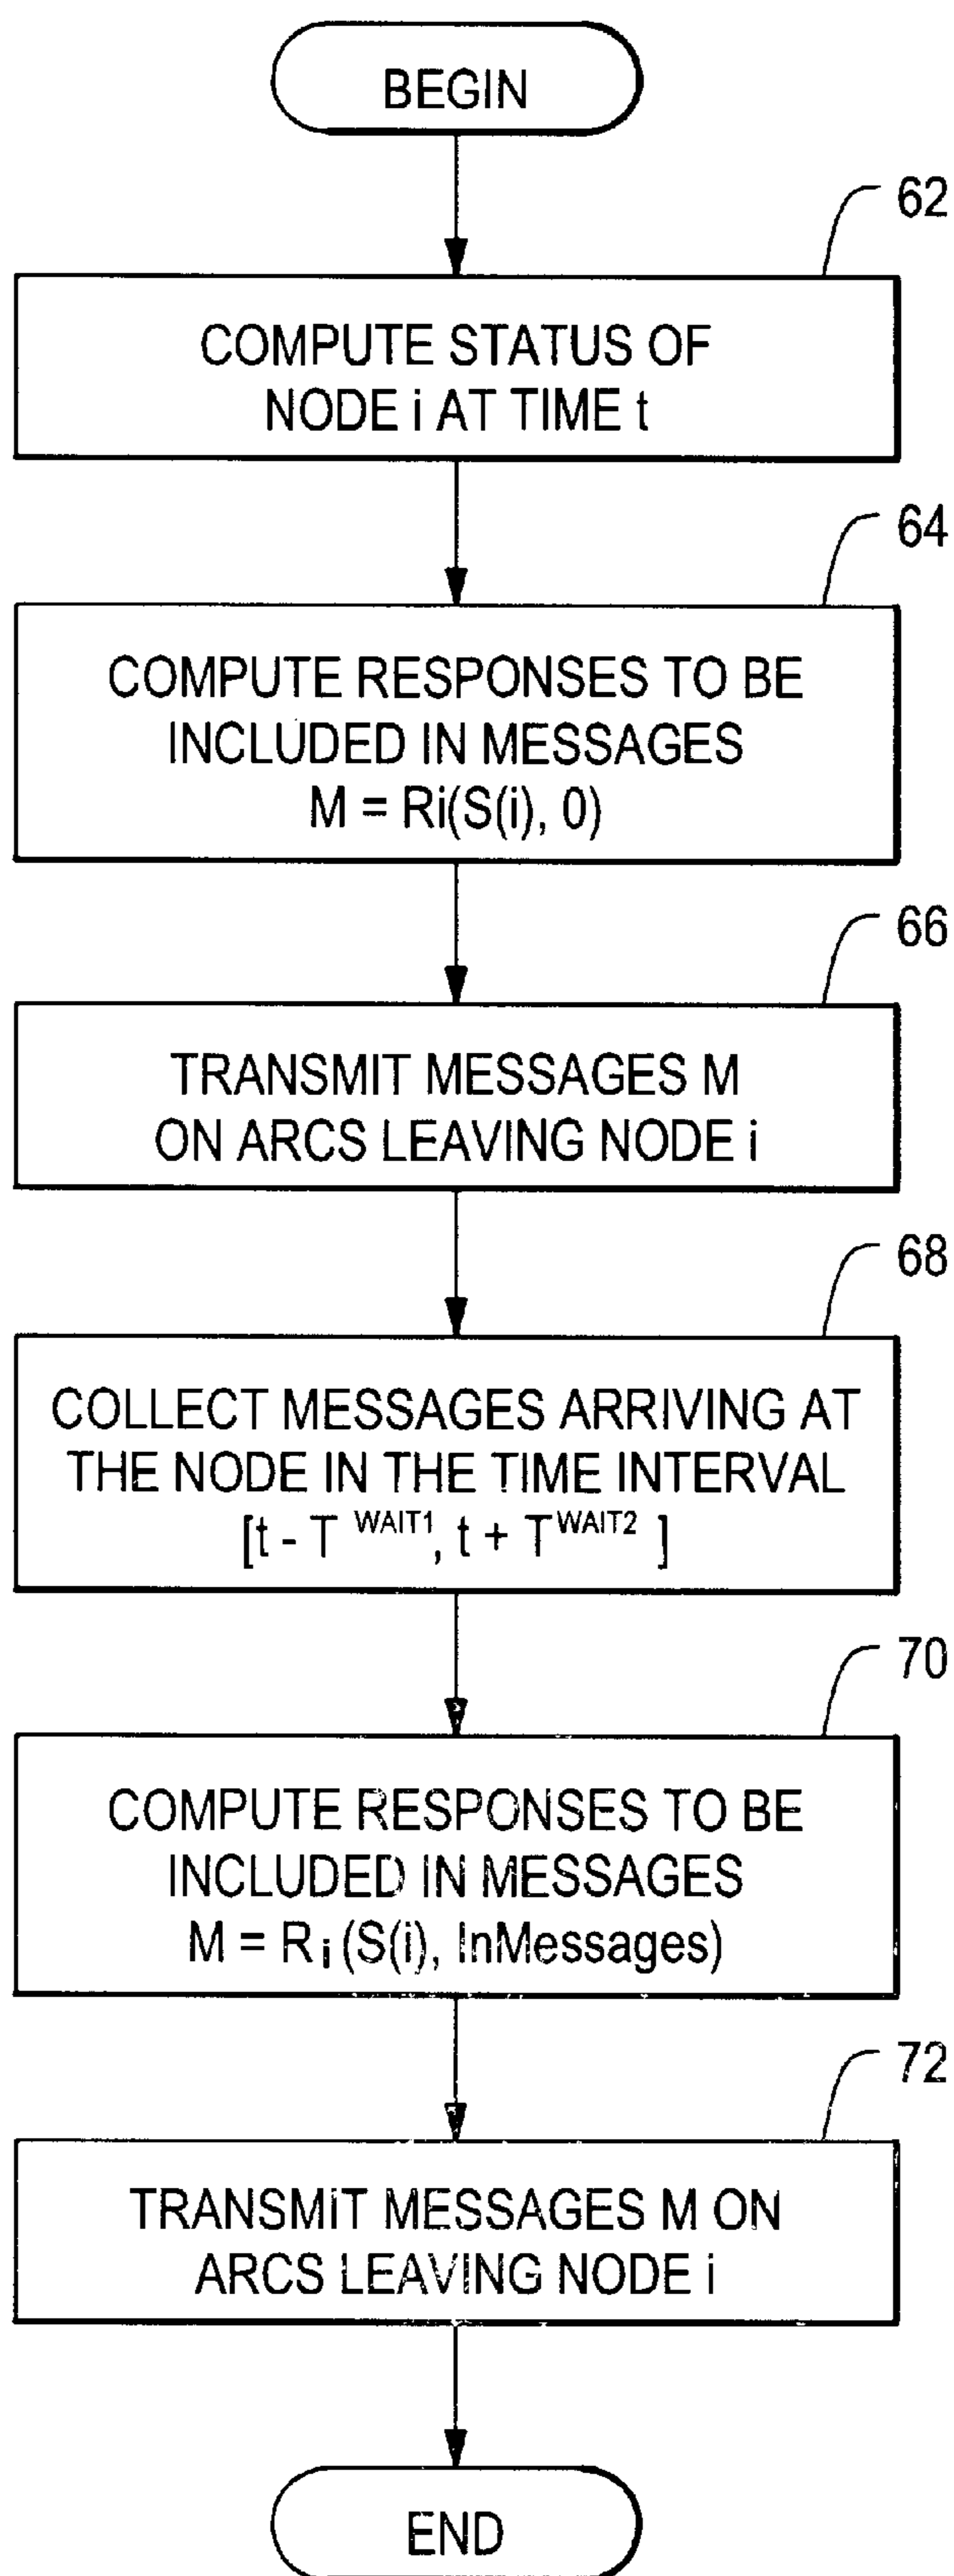 BEGIN
62
COMPUTE STATUS OF
NODE i AT TIME t
64
COMPUTE RESPONSES TO BE
INCLUDED IN MESSAGES
M = Ri(S(i), 0)
66
TRANSMIT MESSAGES M
ON ARCS LEAVING NODE i
68
COLLECT MESSAGES ARRIVING AT
THE NODE IN THE TIME INTERVAL
[t - T WAIT1, t + T WAIT2 ]
70
COMPUTE RESPONSES TO BE
INCLUDED IN MESSAGES
M = Ri (S(i), InMessages)
72
TRANSMIT MESSAGES M ON
ARCS LEAVING NODE i
END